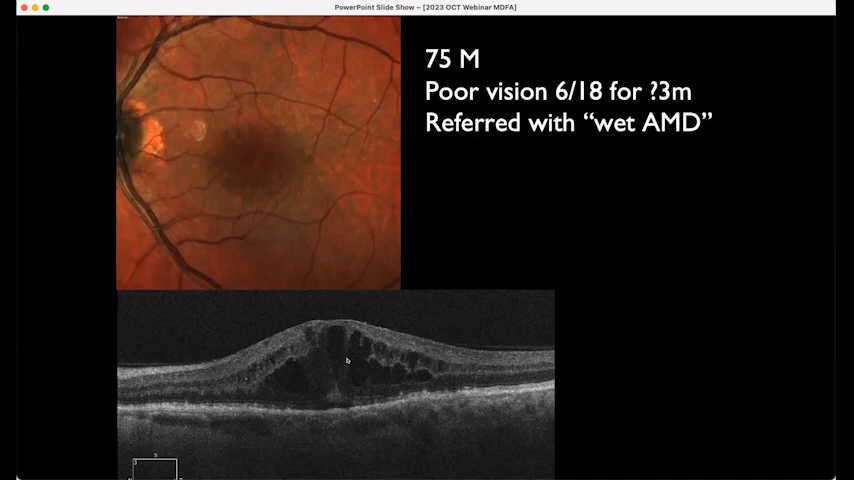 PowerPoint Slide Show – [2023 OCT Webinar MDFA]
75 M
Poor vision 6/18 for ?3m
Referred with “wet AMD”